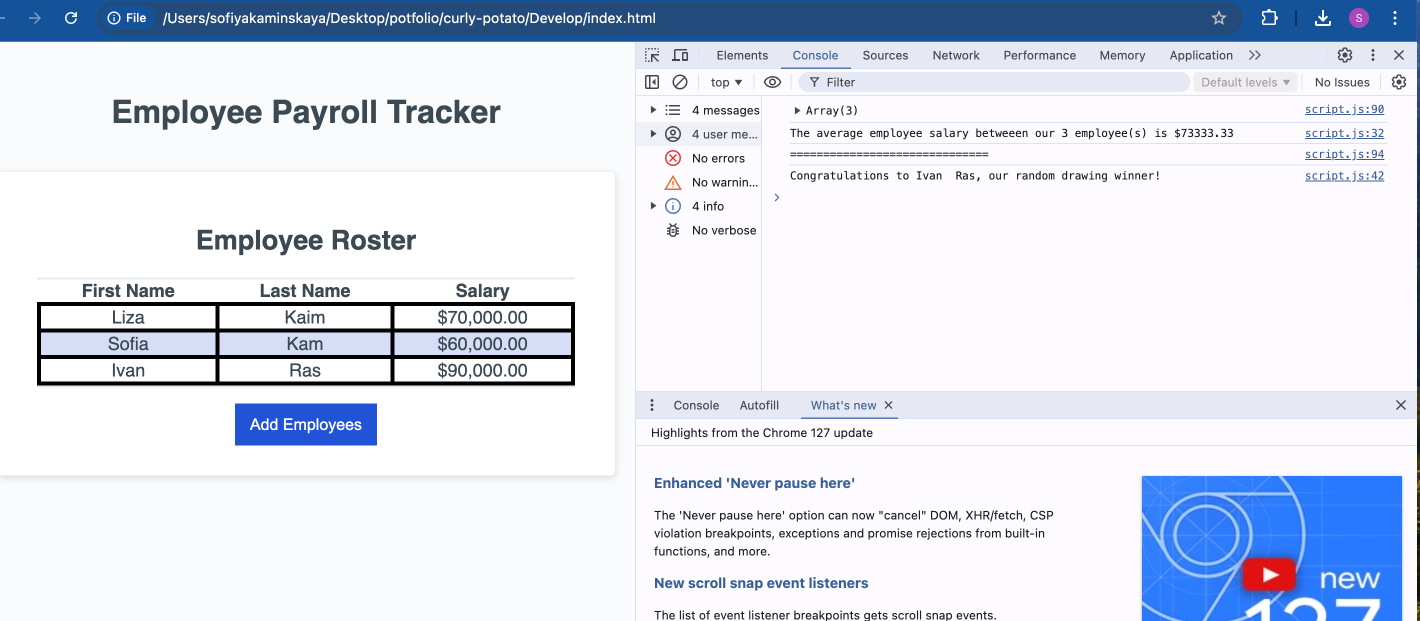 File /Users/sofiyakaminskaya/Desktop/potfolio/curly-potato/Develop/index.html S
Employee Payroll Tracker
Employee Roster
First Name Last Name Salary
Liza Kaim $70,000.00
Sofia Kam $60,000.00
Ivan Ras $90,000.00
Add Employees
Elements Console Sources Network Performance Memory Application
top Filter Default levels No Issues
4 messages
4 user me...
No errors
No warnin...
4 info
No verbose
Array(3) script.js:90
The average employee salary betweeen our 3 employee(s) is $73333.33 script.js:32
============================== script.js:94
Congratulations to Ivan  Ras, our random drawing winner! script.js:42
Console Autofill What's new
Highlights from the Chrome 127 update
Enhanced 'Never pause here'
The 'Never pause here' option can now "cancel" DOM, XHR/fetch, CSP
violation breakpoints, exceptions and promise rejections from built-in
functions, and more.
New scroll snap event listeners
The list of event listener breakpoints gets scroll snap events.
new
127